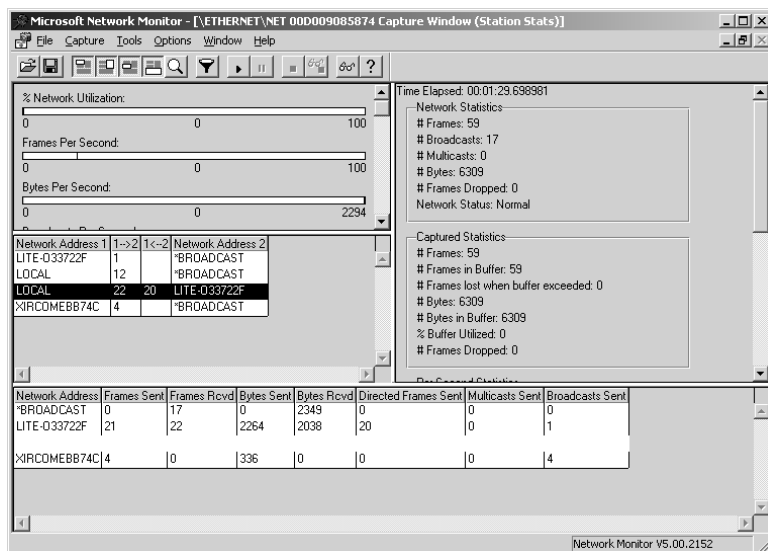 Microsoft Network Monitor - [\ETHERNET\NET 00D009085874 Capture Window (Station Stats)]
File Capture Tools Options Window Help
% Network Utilization:
0 0 100
Frames Per Second:
0 0 100
Bytes Per Second:
0 0 2294
Time Elapsed: 00:01:29.698981
Network Statistics
# Frames: 59
# Broadcasts: 17
# Multicasts: 0
# Bytes: 6309
# Frames Dropped: 0
Network Status: Normal
Captured Statistics
# Frames: 59
# Frames in Buffer: 59
# Frames lost when buffer exceeded: 0
# Bytes: 6309
# Bytes in Buffer: 6309
% Buffer Utilized: 0
# Frames Dropped: 0
Network Address 1 1-->2 1<--2 Network Address 2
LITE-O33722F 1 *BROADCAST
LOCAL 12 *BROADCAST
LOCAL 22 20 LITE-O33722F
XIRCOMEBB74C 4 *BROADCAST
Network Address Frames Sent Frames Rcvd Bytes Sent Bytes Rcvd Directed Frames Sent Multicasts Sent Broadcasts Sent
*BROADCAST 0 17 0 2349 0 0 0
LITE-O33722F 21 22 2264 2038 20 0 1
XIRCOMEBB74C 4 0 336 0 0 0 4
Network Monitor V5.00.2152